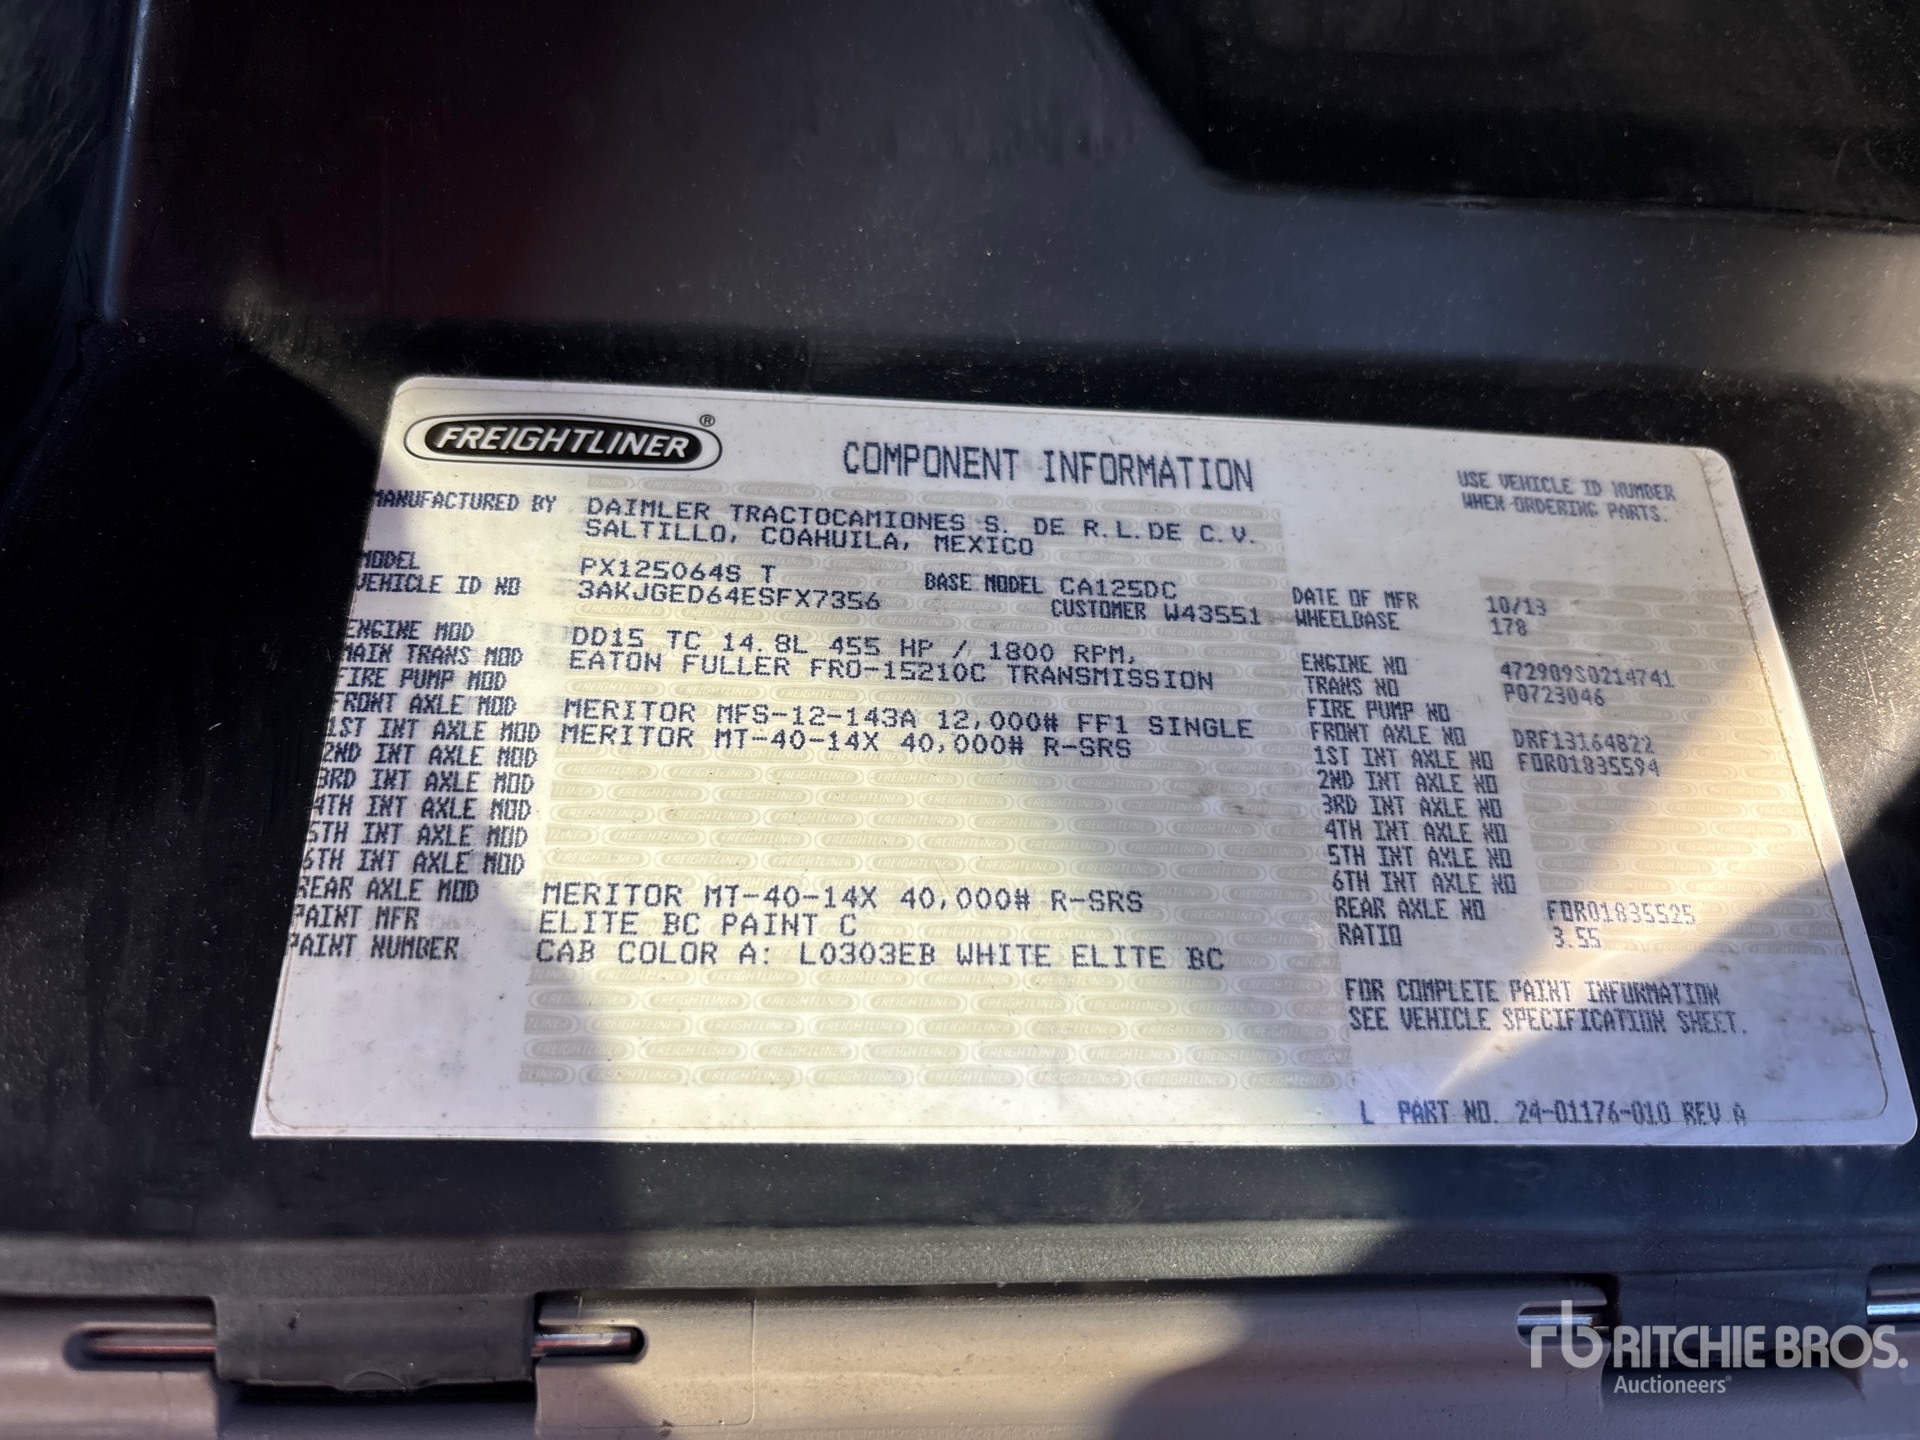 FREIGHTLINER®
COMPONENT INFORMATION
USE VEHICLE ID NUMBER
WHEN ORDERING PARTS.
MANUFACTURED BY DAIMLER TRACTOCAMIONES S. DE R.L.DE C.V.
SALTILLO, COAHUILA, MEXICO
MODEL PX125064S T BASE MODEL CA125DC
VEHICLE ID NO 3AKJGED64ESFX7356 CUSTOMER W43551
DATE OF MFR 10/13
WHEELBASE 178
ENGINE MOD DD15 TC 14.8L 455 HP / 1800 RPM,
MAIN TRANS MOD EATON FULLER FRO-15210C TRANSMISSION
FIRE PUMP MOD
FRONT AXLE MOD MERITOR MFS-12-143A 12,000# FF1 SINGLE
1ST INT AXLE MOD MERITOR MT-40-14X 40,000# R-SRS
2ND INT AXLE MOD
3RD INT AXLE MOD
4TH INT AXLE MOD
5TH INT AXLE MOD
6TH INT AXLE MOD
REAR AXLE MOD MERITOR MT-40-14X 40,000# R-SRS
PAINT MFR ELITE BC PAINT C
PAINT NUMBER CAB COLOR A: L0303EB WHITE ELITE BC
ENGINE NO 472909S0214741
TRANS NO P0723046
FIRE PUMP NO
FRONT AXLE NO DRF13164822
1ST INT AXLE NO FOR01835594
2ND INT AXLE NO
3RD INT AXLE NO
4TH INT AXLE NO
5TH INT AXLE NO
6TH INT AXLE NO
REAR AXLE NO FOR01835525
RATIO 3.55
FOR COMPLETE PAINT INFORMATION
SEE VEHICLE SPECIFICATION SHEET.
L PART NO. 24-01176-010 REV A
rb RITCHIE BROS.
Auctioneers